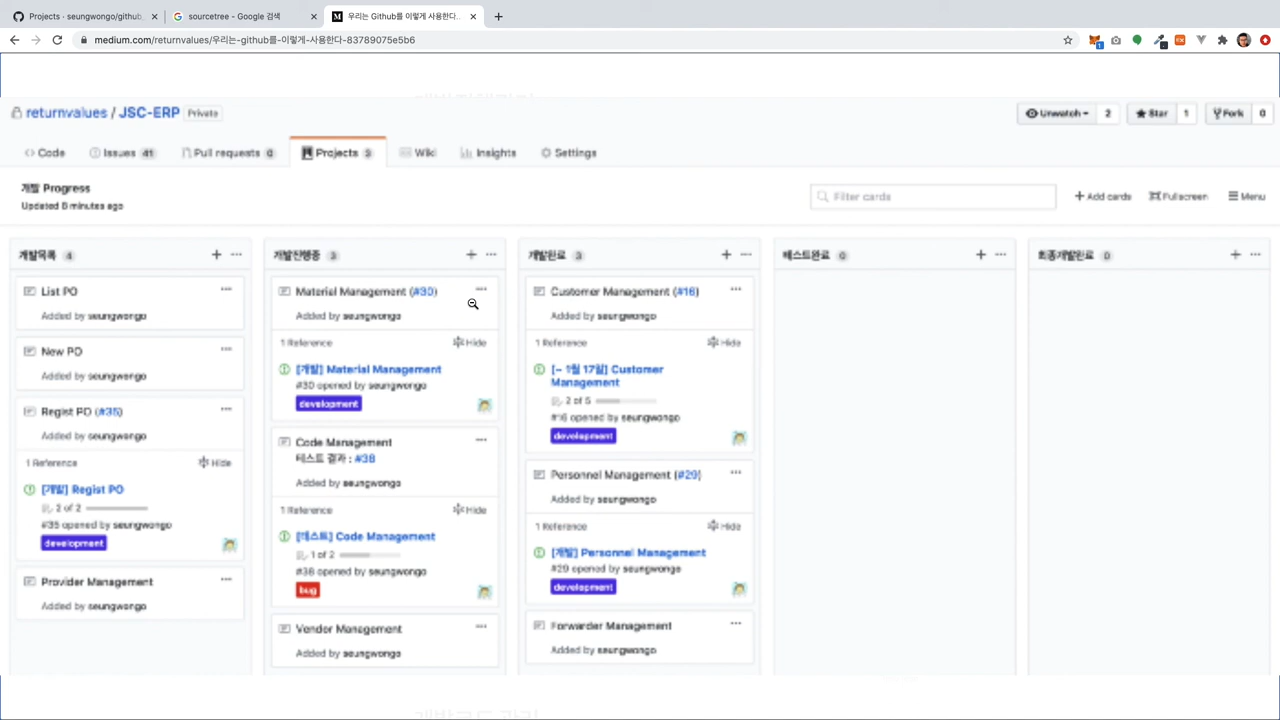 Projects · seungwongo/github_
sourcetree - Google 검색
우리는 Github를 이렇게 사용한다...
medium.com/returnvalues/우리는-github를-이렇게-사용한다-83789075e5b6
returnvalues / JSC-ERP Private
Unwatch 2 Star 1 Fork 0
Code Issues 41 Pull requests 0 Projects 3 Wiki Insights Settings
개발 Progress
Updated 6 minutes ago
Filter cards
Add cards Fullscreen Menu
개발목록 4
List PO
Added by seungwongo
New PO
Added by seungwongo
Regist PO (#35)
Added by seungwongo
1 Reference Hide
[개발] Regist PO
2 of 2
#35 opened by seungwongo
development
Provider Management
Added by seungwongo
개발진행중 3
Material Management (#30)
Added by seungwongo
1 Reference Hide
[개발] Material Management
#30 opened by seungwongo
development
Code Management
테스트 결과 : #38
Added by seungwongo
1 Reference Hide
[테스트] Code Management
1 of 2
#38 opened by seungwongo
bug
Vendor Management
Added by seungwongo
개발완료 3
Customer Management (#16)
Added by seungwongo
1 Reference Hide
[~ 1월 17일] Customer
Management
2 of 5
#16 opened by seungwongo
development
Personnel Management (#29)
Added by seungwongo
1 Reference Hide
[개발] Personnel Management
#29 opened by seungwongo
development
Forwarder Management
Added by seungwongo
테스트완료 0
최종개발완료 0